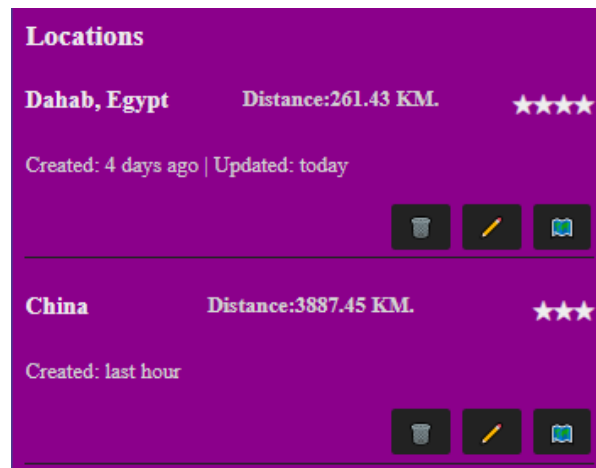 Locations
Dahab, Egypt Distance:261.43 KM. ★★★★
Created: 4 days ago | Updated: today
China Distance:3887.45 KM. ★★★
Created: last hour